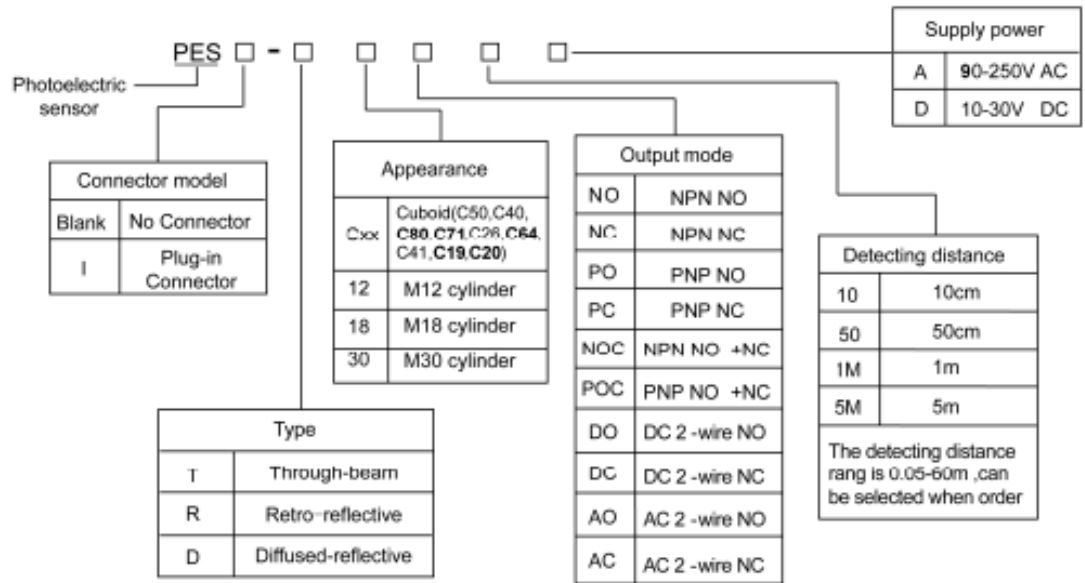 PES □ - □ □ □ □ □
Photoelectric
sensor
Supply power
A 90-250V AC
D 10-30V DC
Connector model
Blank No Connector
I Plug-in
Connector
Appearance
Cxx Cuboid(C50,C40,
C80,C71,C26,C64,
C41,C19,C20)
12 M12 cylinder
18 M18 cylinder
30 M30 cylinder
Output mode
NO NPN NO
NC NPN NC
PO PNP NO
PC PNP NC
NOC NPN NO +NC
POC PNP NO +NC
DO DC 2 -wire NO
DC DC 2 -wire NC
AO AC 2 -wire NO
AC AC 2 -wire NC
Detecting distance
10 10cm
50 50cm
1M 1m
5M 5m
The detecting distance
rang is 0.05-60m ,can
be selected when order
Type
T Through-beam
R Retro-reflective
D Diffused-reflective